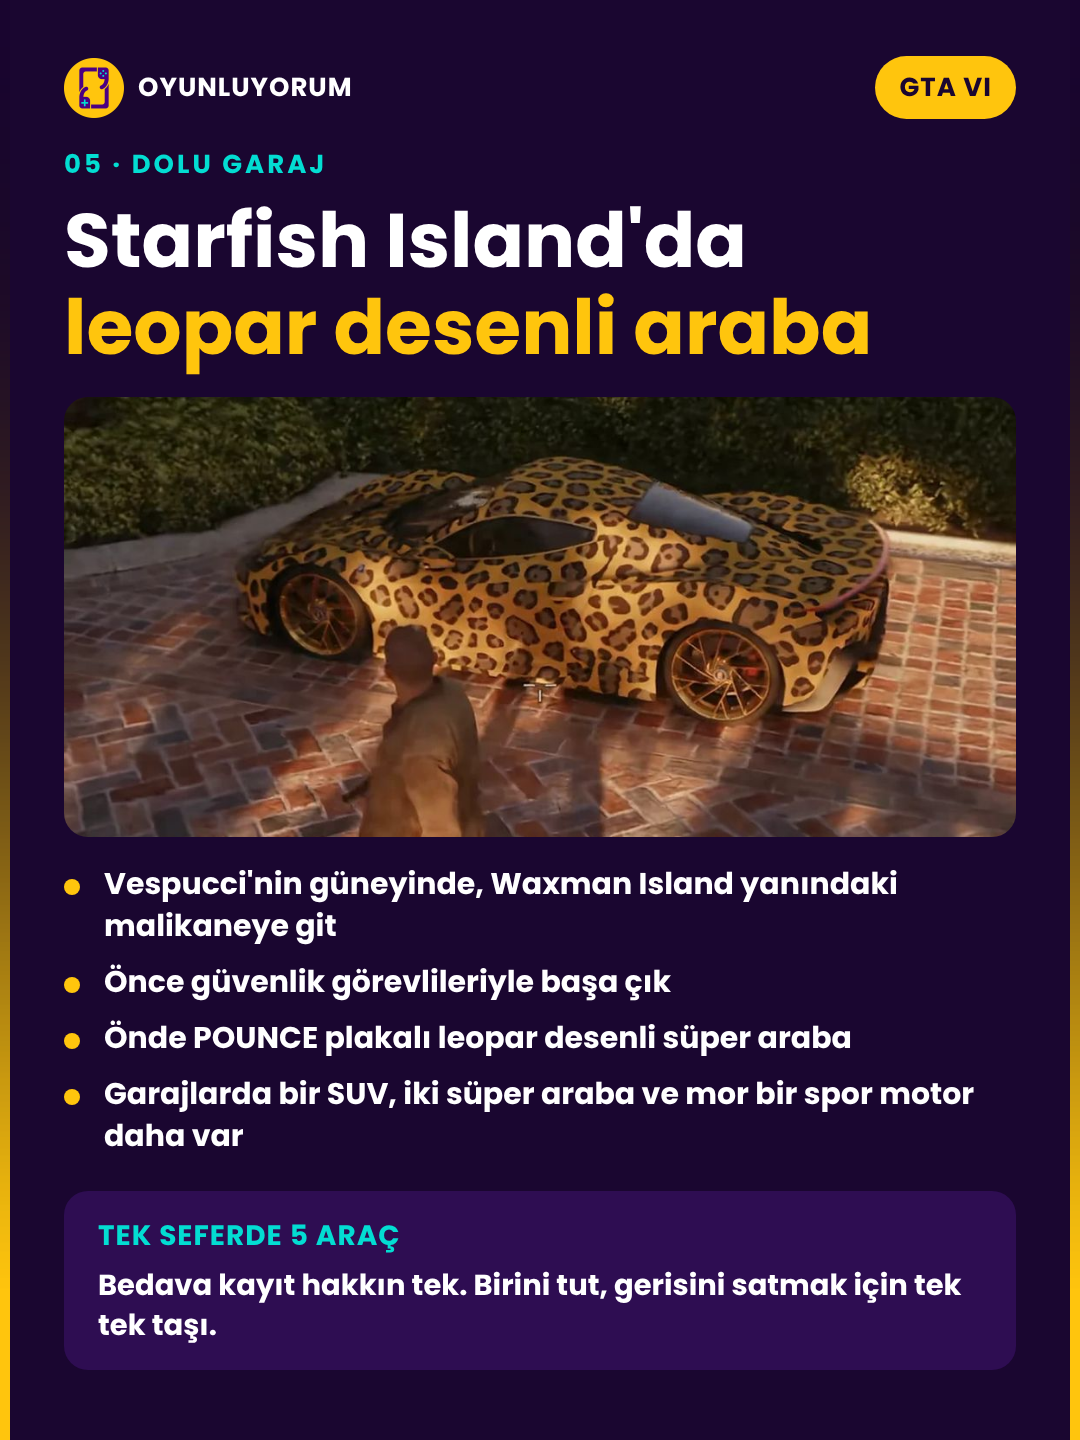 OYUNLUYORUM
GTA VI
05 · DOLU GARAJ
Starfish Island'da
leopar desenli araba
Vespucci'nin güneyinde, Waxman Island yanındaki
malikaneye git
Önce güvenlik görevlileriyle başa çık
Önde POUNCE plakalı leopar desenli süper araba
Garajlarda bir SUV, iki süper araba ve mor bir spor motor
daha var
TEK SEFERDE 5 ARAÇ
Bedava kayıt hakkın tek. Birini tut, gerisini satmak için tek
tek taşı.